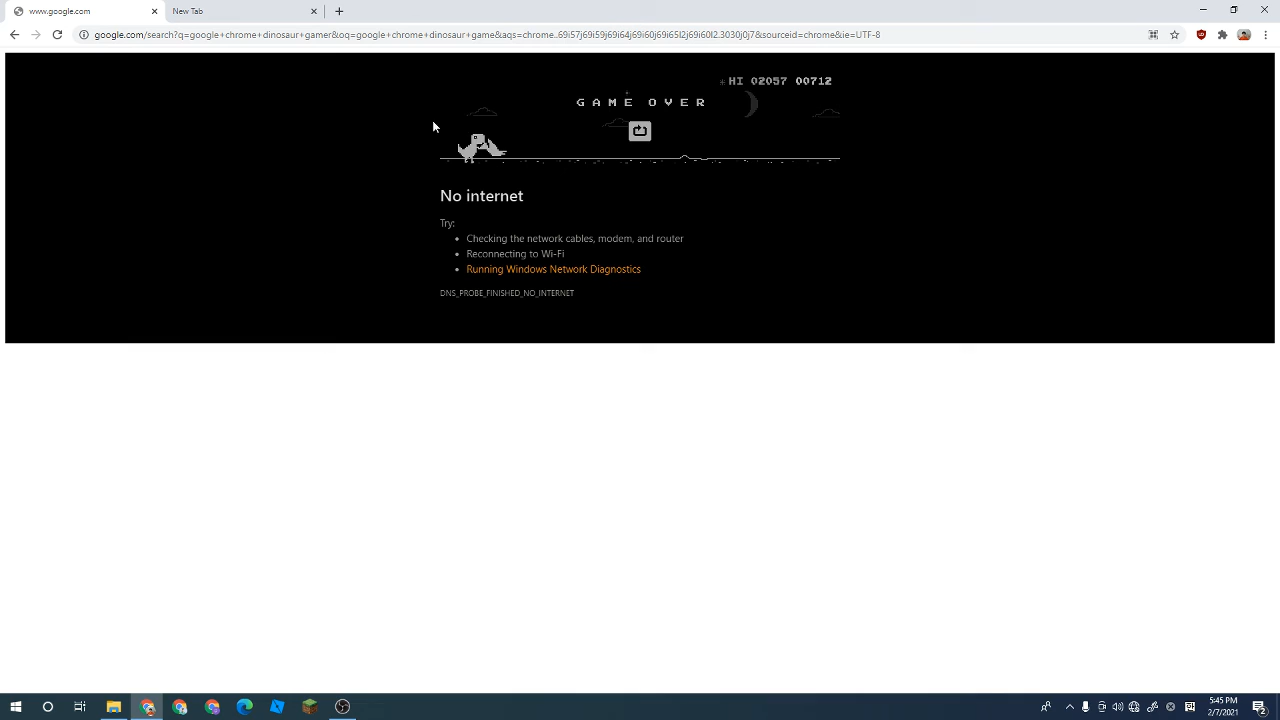 www.google.com
New Tab
google.com/search?q=google+chrome+dinosaur+gamer&oq=google+chrome+dinosaur+game&aqs=chrome..69i57j69i59j69i64j69i60j69i65l2j69i60l2.3030j0j7&sourceid=chrome&ie=UTF-8
HI 02057 00712
GAME OVER
No internet
Try:
• Checking the network cables, modem, and router
• Reconnecting to Wi-Fi
• Running Windows Network Diagnostics
DNS_PROBE_FINISHED_NO_INTERNET
5:45 PM
2/7/2021
2